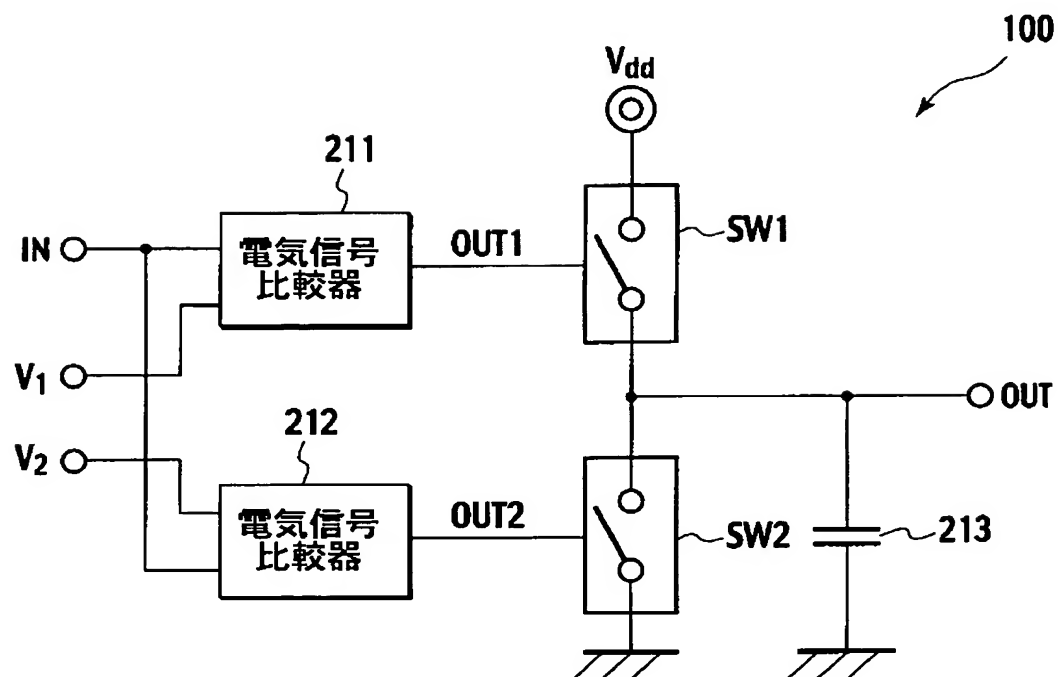 100
Vdd
211
IN
電気信号
比較器
OUT1
SW1
V1
OUT
V2
212
電気信号
比較器
OUT2
SW2
213